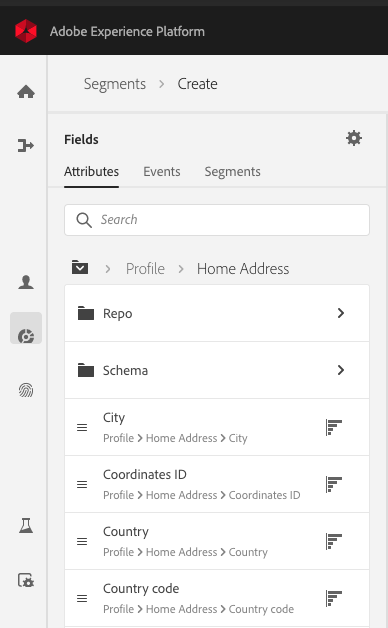 Adobe Experience Platform
Segments > Create
Fields
Attributes Events Segments
Search
> Profile > Home Address
Repo >
Schema >
City
Profile > Home Address > City
Coordinates ID
Profile > Home Address > Coordinates ID
Country
Profile > Home Address > Country
Country code
Profile > Home Address > Country code